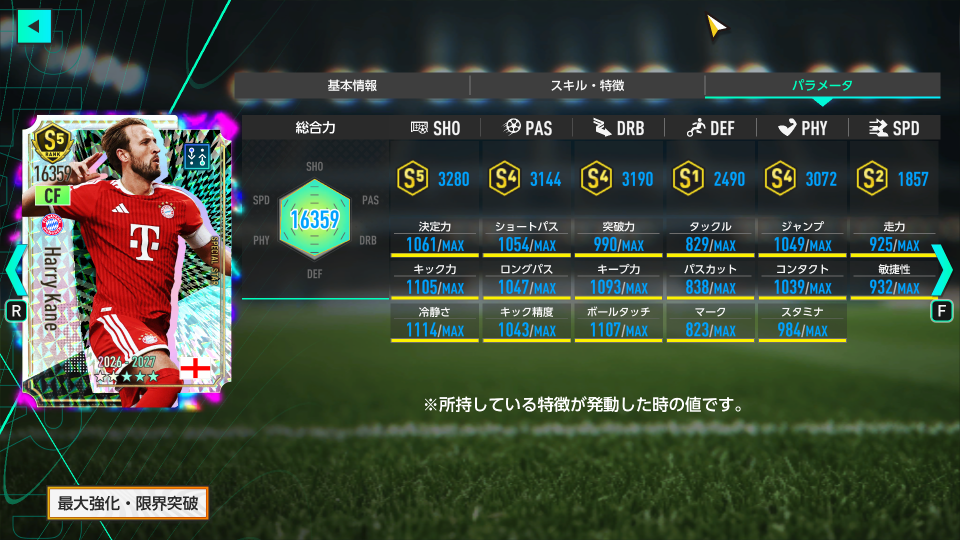 基本情報
スキル・特徴
パラメータ
総合力
SHO
PAS
DRB
DEF
PHY
SPD
S5 3280
S4 3144
S4 3190
S1 2490
S4 3072
S2 1857
SHO
SPD
PAS
16359
PHY
DRB
DEF
決定力
ショートパス
突破力
タックル
ジャンプ
走力
1061/MAX
1054/MAX
990/MAX
829/MAX
1049/MAX
925/MAX
キック力
ロングパス
キープ力
パスカット
コンタクト
敏捷性
1105/MAX
1047/MAX
1093/MAX
838/MAX
1039/MAX
932/MAX
冷静さ
キック精度
ボールタッチ
マーク
スタミナ
1114/MAX
1043/MAX
1107/MAX
823/MAX
984/MAX
※所持している特徴が発動した時の値です。
S5
RANK
16359
CF
Harry Kane
T
SPECIAL STAR
2026 - 2027
R
F
最大強化・限界突破